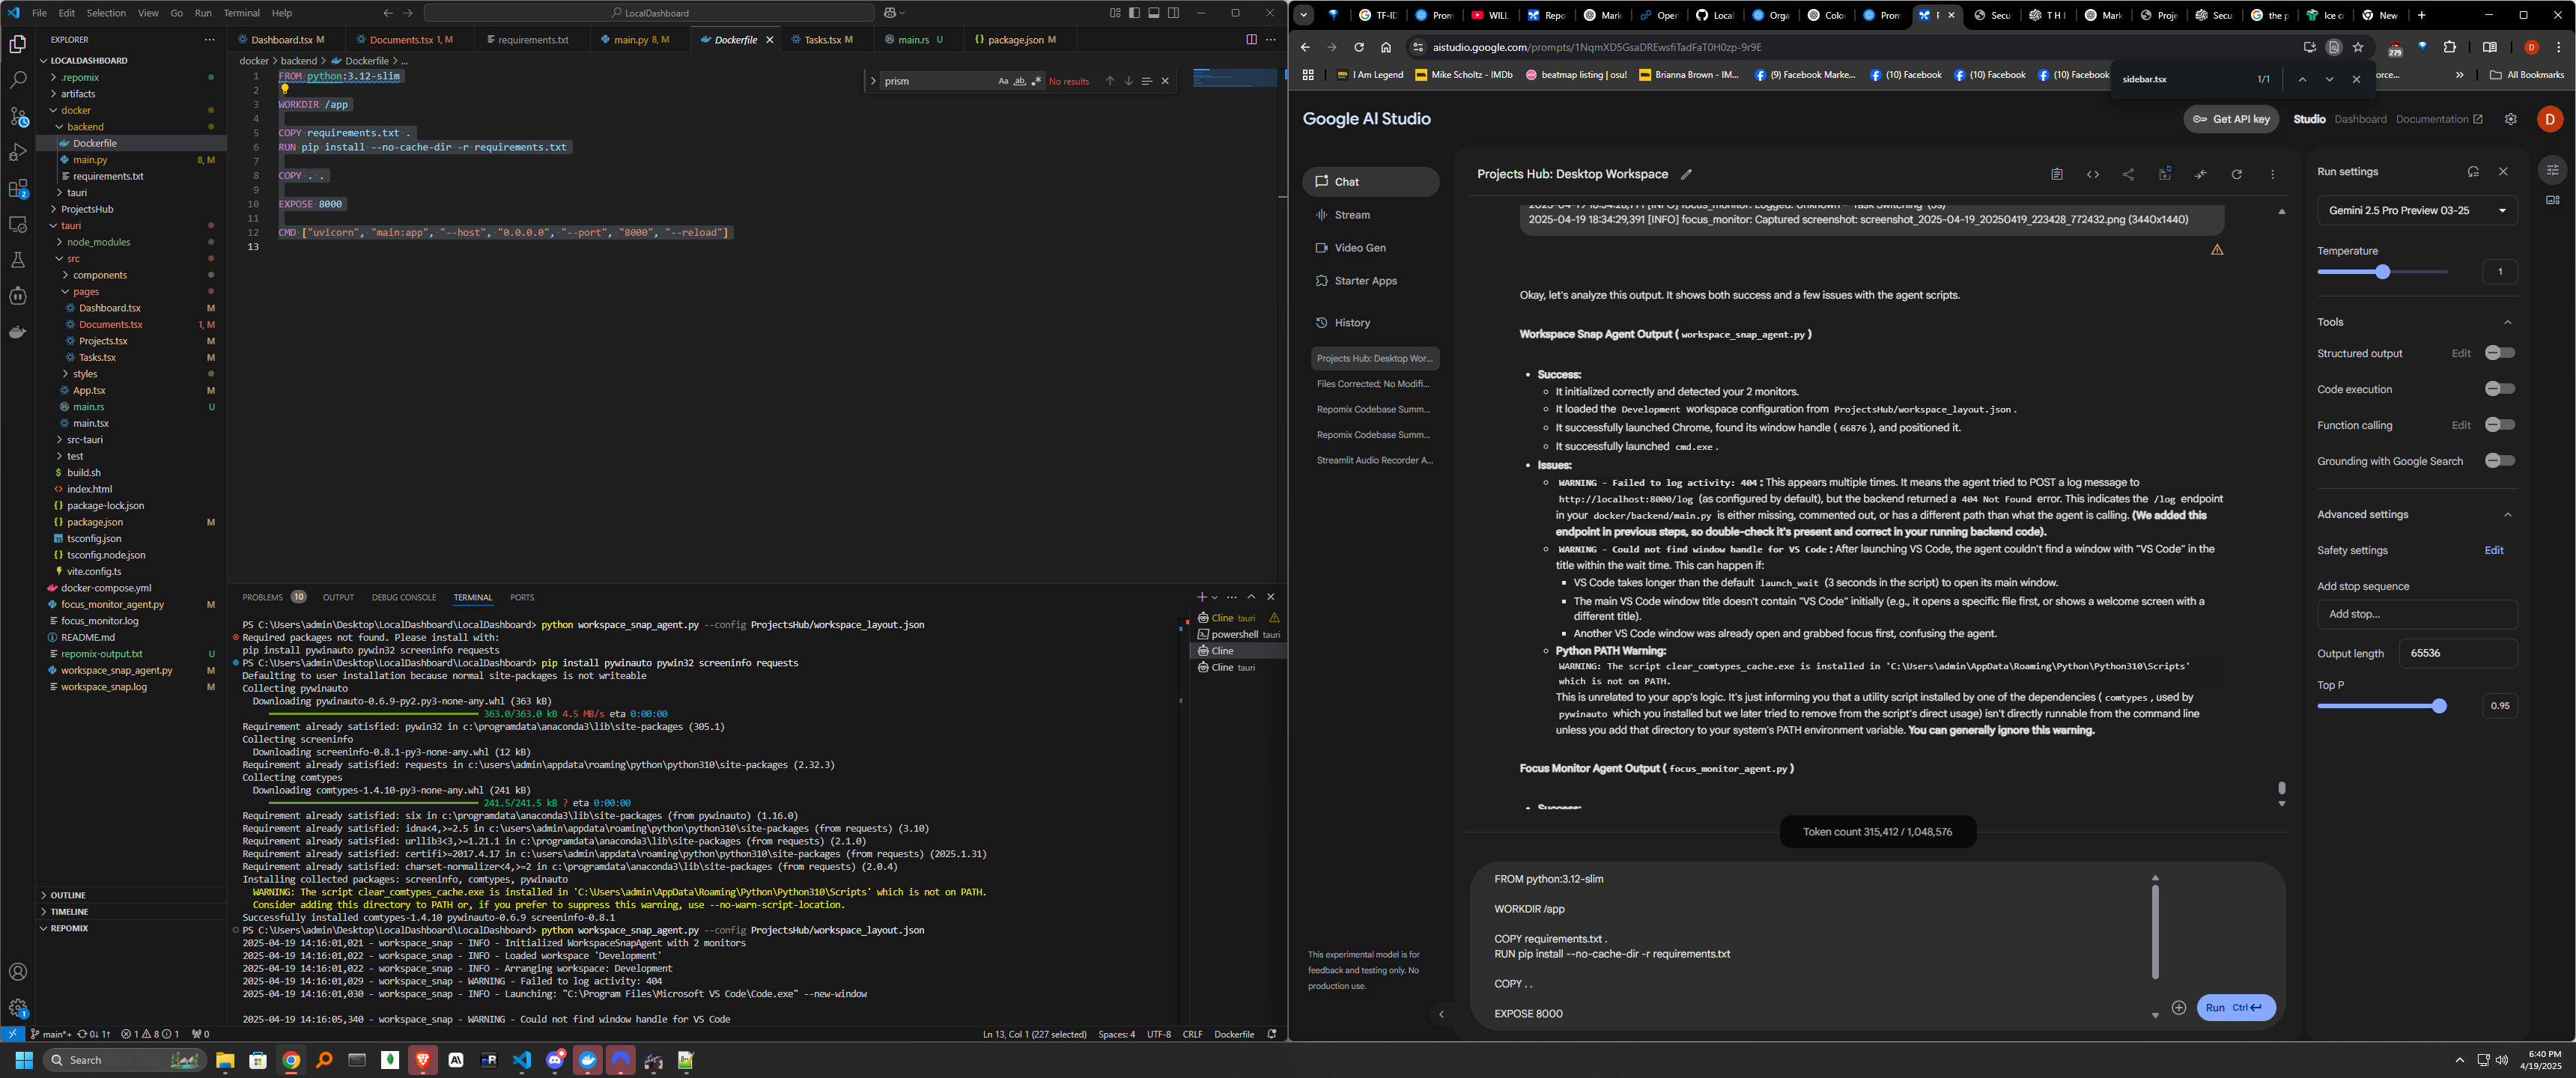 File Edit Selection View Go Run Terminal Help
LocalDashboard
EXPLORER
LOCALDASHBOARD
.repomix
artifacts
docker
backend
Dockerfile
main.py 8, M
requirements.txt
tauri
ProjectsHub
tauri
node_modules
src
components
pages
Dashboard.tsx M
Documents.tsx 1, M
Projects.tsx M
Tasks.tsx M
styles
App.tsx M
main.rs U
main.tsx
src-tauri
test
build.sh
index.html
package-lock.json
package.json M
tsconfig.json
tsconfig.node.json
vite.config.ts
docker-compose.yml
focus_monitor_agent.py M
focus_monitor.log
README.md
repomix-output.txt U
workspace_snap_agent.py M
workspace_snap.log M
OUTLINE
TIMELINE
REPOMIX
Dashboard.tsx M Documents.tsx 1, M requirements.txt main.py 8, M Dockerfile Tasks.tsx M main.rs U package.json M
docker > backend > Dockerfile > ...
prism Aa ab No results
1 FROM python:3.12-slim
2
3 WORKDIR /app
4
5 COPY requirements.txt .
6 RUN pip install --no-cache-dir -r requirements.txt
7
8 COPY . .
9
10 EXPOSE 8000
11
12 CMD ["uvicorn", "main:app", "--host", "0.0.0.0", "--port", "8000", "--reload"]
13
PROBLEMS 10 OUTPUT DEBUG CONSOLE TERMINAL PORTS
Cline tauri
powershell tauri
Cline
Cline tauri
PS C:\Users\admin\Desktop\LocalDashboard\LocalDashboard> python workspace_snap_agent.py --config ProjectsHub/workspace_layout.json
Required packages not found. Please install with:
pip install pywinauto pywin32 screeninfo requests
PS C:\Users\admin\Desktop\LocalDashboard\LocalDashboard> pip install pywinauto pywin32 screeninfo requests
Defaulting to user installation because normal site-packages is not writeable
Collecting pywinauto
Downloading pywinauto-0.6.9-py2.py3-none-any.whl (363 kB)
363.0/363.0 kB 4.5 MB/s eta 0:00:00
Requirement already satisfied: pywin32 in c:\programdata\anaconda3\lib\site-packages (305.1)
Collecting screeninfo
Downloading screeninfo-0.8.1-py3-none-any.whl (12 kB)
Requirement already satisfied: requests in c:\users\admin\appdata\roaming\python\python310\site-packages (2.32.3)
Collecting comtypes
Downloading comtypes-1.4.10-py3-none-any.whl (241 kB)
241.5/241.5 kB ? eta 0:00:00
Requirement already satisfied: six in c:\programdata\anaconda3\lib\site-packages (from pywinauto) (1.16.0)
Requirement already satisfied: idna<4,>=2.5 in c:\users\admin\appdata\roaming\python\python310\site-packages (from requests) (3.10)
Requirement already satisfied: urllib3<3,>=1.21.1 in c:\programdata\anaconda3\lib\site-packages (from requests) (2.1.0)
Requirement already satisfied: certifi>=2017.4.17 in c:\users\admin\appdata\roaming\python\python310\site-packages (from requests) (2025.1.31)
Requirement already satisfied: charset-normalizer<4,>=2 in c:\programdata\anaconda3\lib\site-packages (from requests) (2.0.4)
Installing collected packages: screeninfo, comtypes, pywinauto
WARNING: The script clear_comtypes_cache.exe is installed in 'C:\Users\admin\AppData\Roaming\Python\Python310\Scripts' which is not on PATH.
Consider adding this directory to PATH or, if you prefer to suppress this warning, use --no-warn-script-location.
Successfully installed comtypes-1.4.10 pywinauto-0.6.9 screeninfo-0.8.1
PS C:\Users\admin\Desktop\LocalDashboard\LocalDashboard> python workspace_snap_agent.py --config ProjectsHub/workspace_layout.json
2025-04-19 14:16:01,021 - workspace_snap - INFO - Initialized WorkspaceSnapAgent with 2 monitors
2025-04-19 14:16:01,022 - workspace_snap - INFO - Loaded workspace 'Development'
2025-04-19 14:16:01,022 - workspace_snap - INFO - Arranging workspace: Development
2025-04-19 14:16:01,029 - workspace_snap - WARNING - Failed to log activity: 404
2025-04-19 14:16:01,030 - workspace_snap - INFO - Launching: "C:\Program Files\Microsoft VS Code\Code.exe" --new-window
2025-04-19 14:16:05,340 - workspace_snap - WARNING - Could not find window handle for VS Code
main*+ 0↓ 1↑ 1 8 1 0
Ln 13, Col 1 (227 selected) Spaces: 4 UTF-8 CRLF Dockerfile
TF-ID Prom WILL Repo Mark Open Local Orga Colo Prom F Secu T H I Mark Proje Secu the p Ice c New
aistudio.google.com/prompts/1NqmXD5GsaDREwsfiTadFaT0H0zp-9r9E
279
I Am Legend Mike Scholtz - IMDb beatmap listing | osu! Brianna Brown - IM... (9) Facebook Marke... (10) Facebook (10) Facebook (10) Facebook orce... All Bookmarks
sidebar.tsx 1/1
Google AI Studio
Get API key Studio Dashboard Documentation D
Chat
Stream
Video Gen
Starter Apps
History
Projects Hub: Desktop Wor...
Files Corrected; No Modifi...
Repomix Codebase Summ...
Repomix Codebase Summ...
Streamlit Audio Recorder A...
This experimental model is for
feedback and testing only. No
production use.
Projects Hub: Desktop Workspace
2025-04-19 18:34:29,391 [INFO] focus_monitor: Captured screenshot: screenshot_2025-04-19_20250419_223428_772432.png (3440x1440)
Okay, let's analyze this output. It shows both success and a few issues with the agent scripts.
Workspace Snap Agent Output ( workspace_snap_agent.py )
Success:
It initialized correctly and detected your 2 monitors.
It loaded the Development workspace configuration from ProjectsHub/workspace_layout.json .
It successfully launched Chrome, found its window handle ( 66876 ), and positioned it.
It successfully launched cmd.exe .
Issues:
WARNING - Failed to log activity: 404 : This appears multiple times. It means the agent tried to POST a log message to
http://localhost:8000/log (as configured by default), but the backend returned a 404 Not Found error. This indicates the /log endpoint
in your docker/backend/main.py is either missing, commented out, or has a different path than what the agent is calling. (We added this
endpoint in previous steps, so double-check it's present and correct in your running backend code).
WARNING - Could not find window handle for VS Code : After launching VS Code, the agent couldn't find a window with "VS Code" in the
title within the wait time. This can happen if:
VS Code takes longer than the default launch_wait (3 seconds in the script) to open its main window.
The main VS Code window title doesn't contain "VS Code" initially (e.g., it opens a specific file first, or shows a welcome screen with a
different title).
Another VS Code window was already open and grabbed focus first, confusing the agent.
Python PATH Warning:
WARNING: The script clear_comtypes_cache.exe is installed in 'C:\Users\admin\AppData\Roaming\Python\Python310\Scripts'
which is not on PATH.
This is unrelated to your app's logic. It's just informing you that a utility script installed by one of the dependencies ( comtypes , used by
pywinauto which you installed but we later tried to remove from the script's direct usage) isn't directly runnable from the command line
unless you add that directory to your system's PATH environment variable. You can generally ignore this warning.
Focus Monitor Agent Output ( focus_monitor_agent.py )
Success:
Token count 315,412 / 1,048,576
FROM python:3.12-slim
WORKDIR /app
COPY requirements.txt .
RUN pip install --no-cache-dir -r requirements.txt
COPY . .
EXPOSE 8000
Run Ctrl
Run settings
Gemini 2.5 Pro Preview 03-25
Temperature
1
Tools
Structured output Edit
Code execution
Function calling Edit
Grounding with Google Search
Advanced settings
Safety settings Edit
Add stop sequence
Add stop...
Output length 65536
Top P
0.95
Search
6:40 PM
4/19/2025